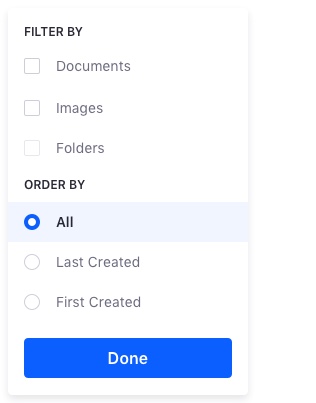 FILTER BY
Documents
Images
Folders
ORDER BY
All
Last Created
First Created
Done